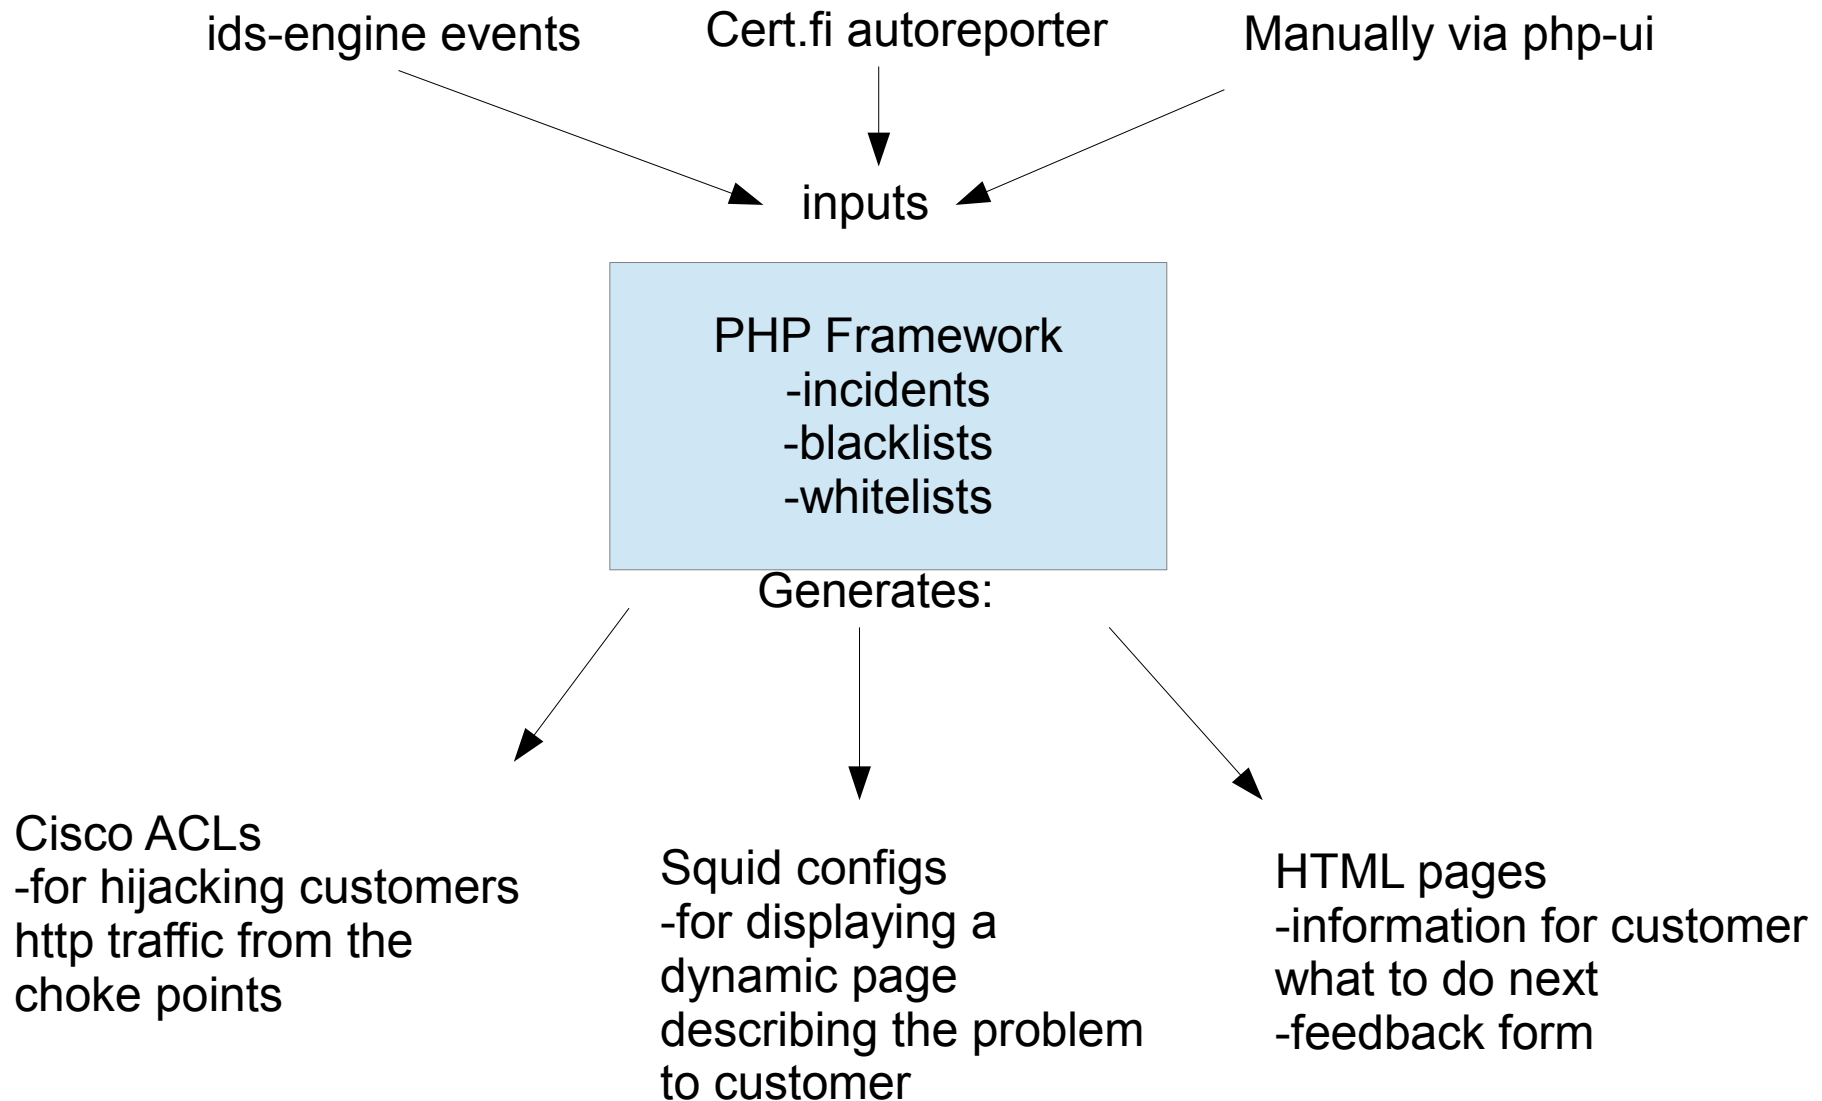 ids-engine events
Cert.fi autoreporter
Manually via php-ui
inputs
PHP Framework
-incidents
-blacklists
-whitelists
Generates:
Cisco ACLs
-for hijacking customers
http traffic from the
choke points
Squid configs
-for displaying a
dynamic page
describing the problem
to customer
HTML pages
-information for customer
what to do next
-feedback form